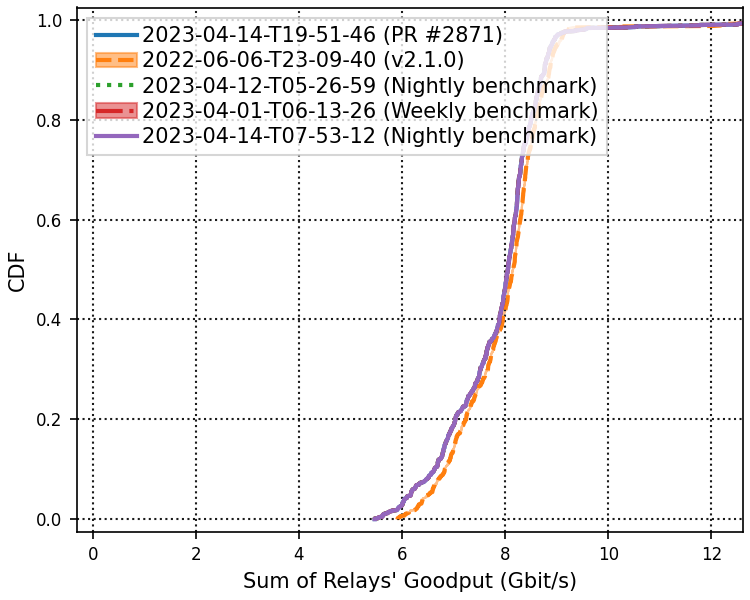 2023-04-14-T19-51-46 (PR #2871)
2022-06-06-T23-09-40 (v2.1.0)
2023-04-12-T05-26-59 (Nightly benchmark)
2023-04-01-T06-13-26 (Weekly benchmark)
2023-04-14-T07-53-12 (Nightly benchmark)
1.0
0.8
0.6
0.4
0.2
0.0
CDF
0 2 4 6 8 10 12
Sum of Relays' Goodput (Gbit/s)